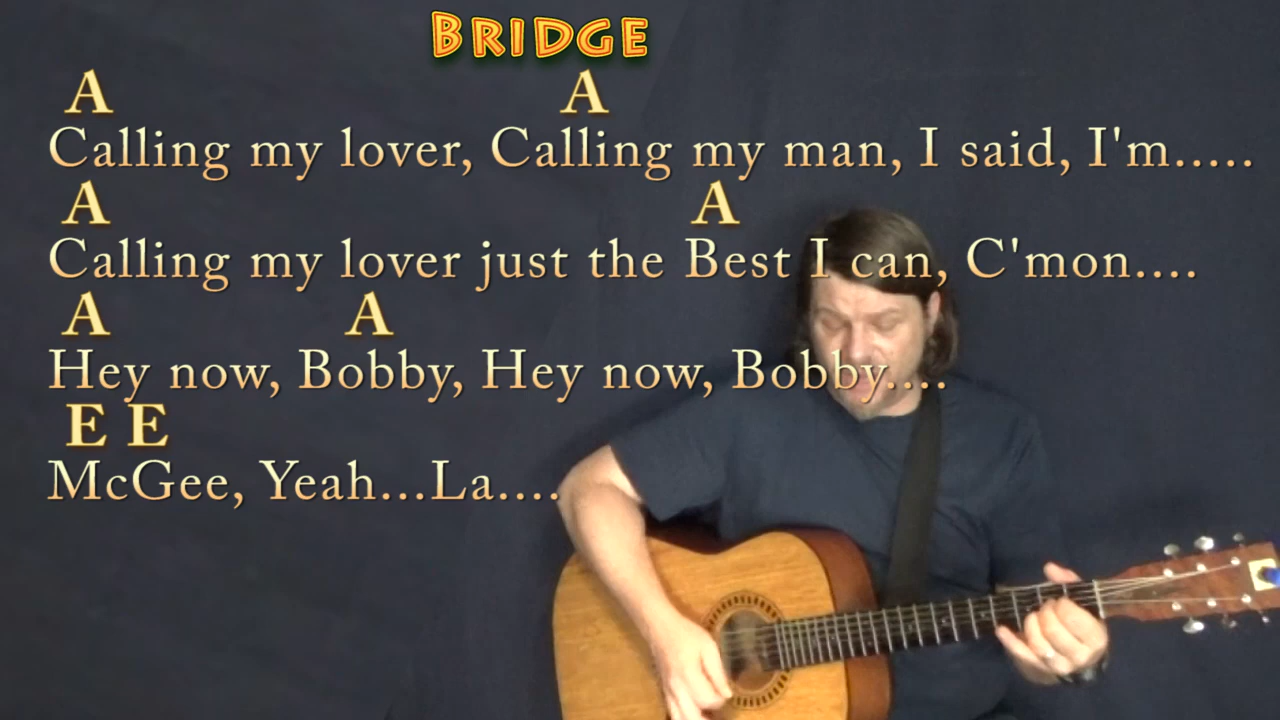 BRIDGE
A A
Calling my lover, Calling my man, I said, I'm.....
A A
Calling my lover just the Best I can, C'mon....
A A
Hey now, Bobby, Hey now, Bobby....
E E
McGee, Yeah...La....